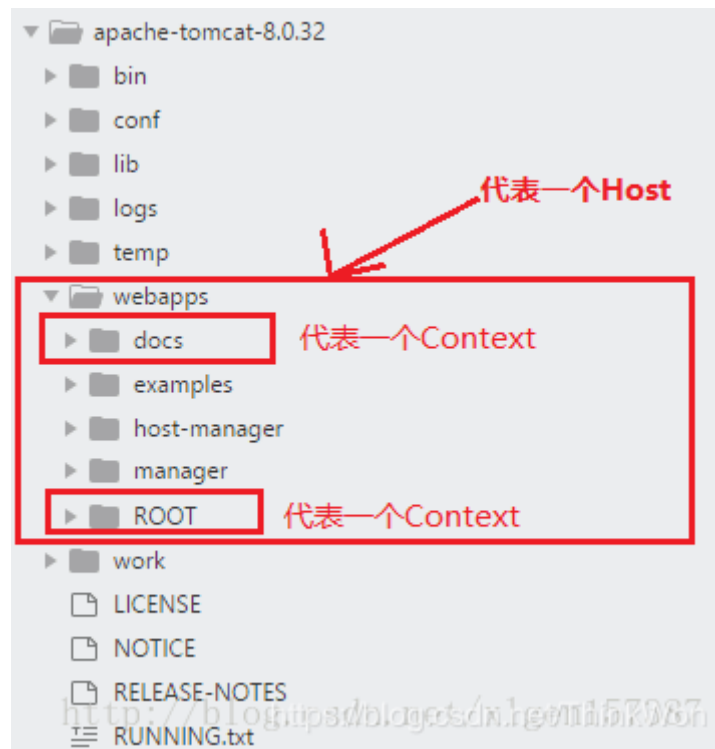 apache-tomcat-8.0.32
bin
conf
lib
logs
代表一个Host
temp
webapps
docs 代表一个Context
examples
host-manager
manager
ROOT 代表一个Context
work
LICENSE
NOTICE
RELEASE-NOTES
RUNNING.txt